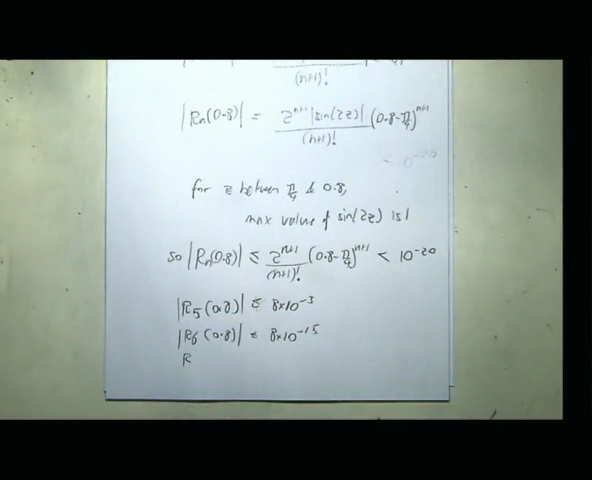 (n+1)!
|Rn(0.8)| = 2^{n+1}|sin(2z)| / (n+1)! (0.8-π/4)^{n+1}
for z between π/4 & 0.8,
max value of sin(2z) is 1
so |Rn(0.8)| ≤ 2^{n+1} / (n+1)! (0.8-π/4)^{n+1} < 10^{-20}
|R5(0.8)| ≤ 8×10^{-3}
|R6(0.8)| ≤ 8×10^{-15}
R